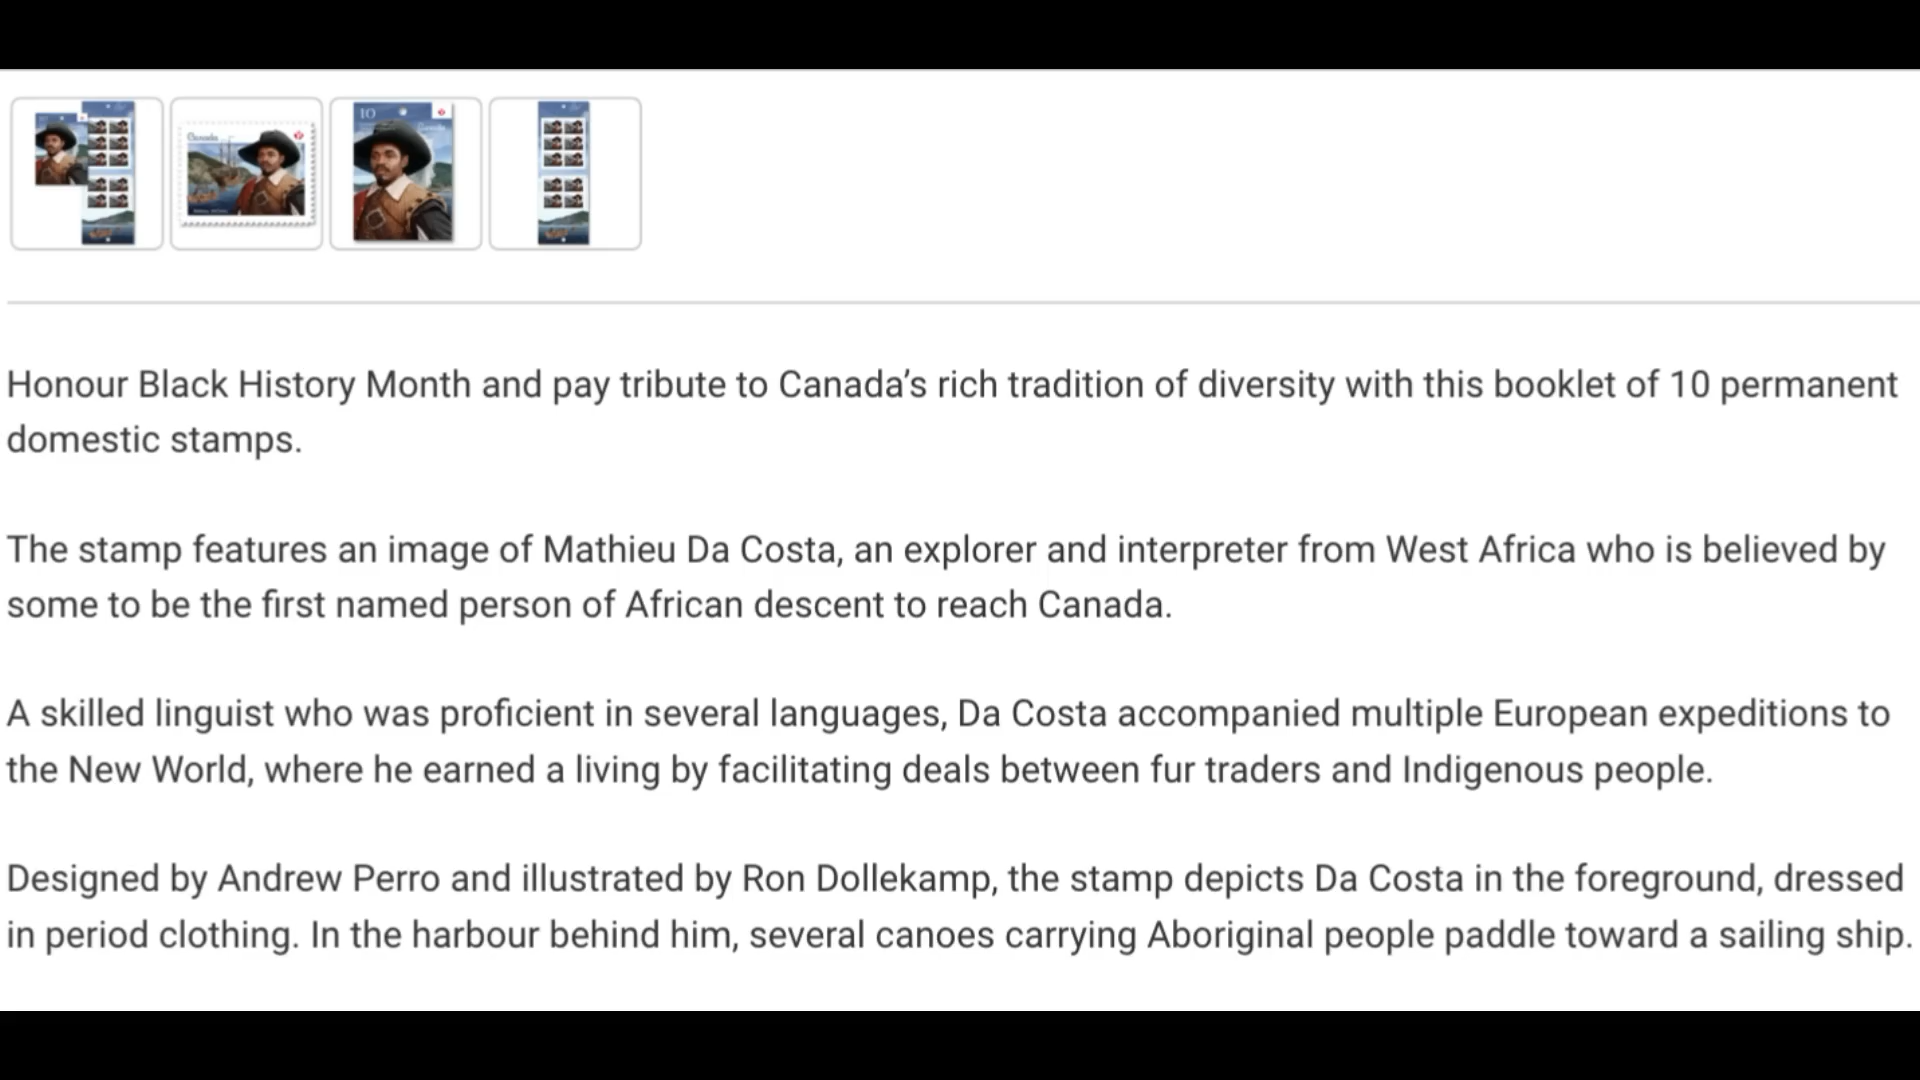 Canada
10
Canada
Honour Black History Month and pay tribute to Canada’s rich tradition of diversity with this booklet of 10 permanent
domestic stamps.
The stamp features an image of Mathieu Da Costa, an explorer and interpreter from West Africa who is believed by
some to be the first named person of African descent to reach Canada.
A skilled linguist who was proficient in several languages, Da Costa accompanied multiple European expeditions to
the New World, where he earned a living by facilitating deals between fur traders and Indigenous people.
Designed by Andrew Perro and illustrated by Ron Dollekamp, the stamp depicts Da Costa in the foreground, dressed
in period clothing. In the harbour behind him, several canoes carrying Aboriginal people paddle toward a sailing ship.